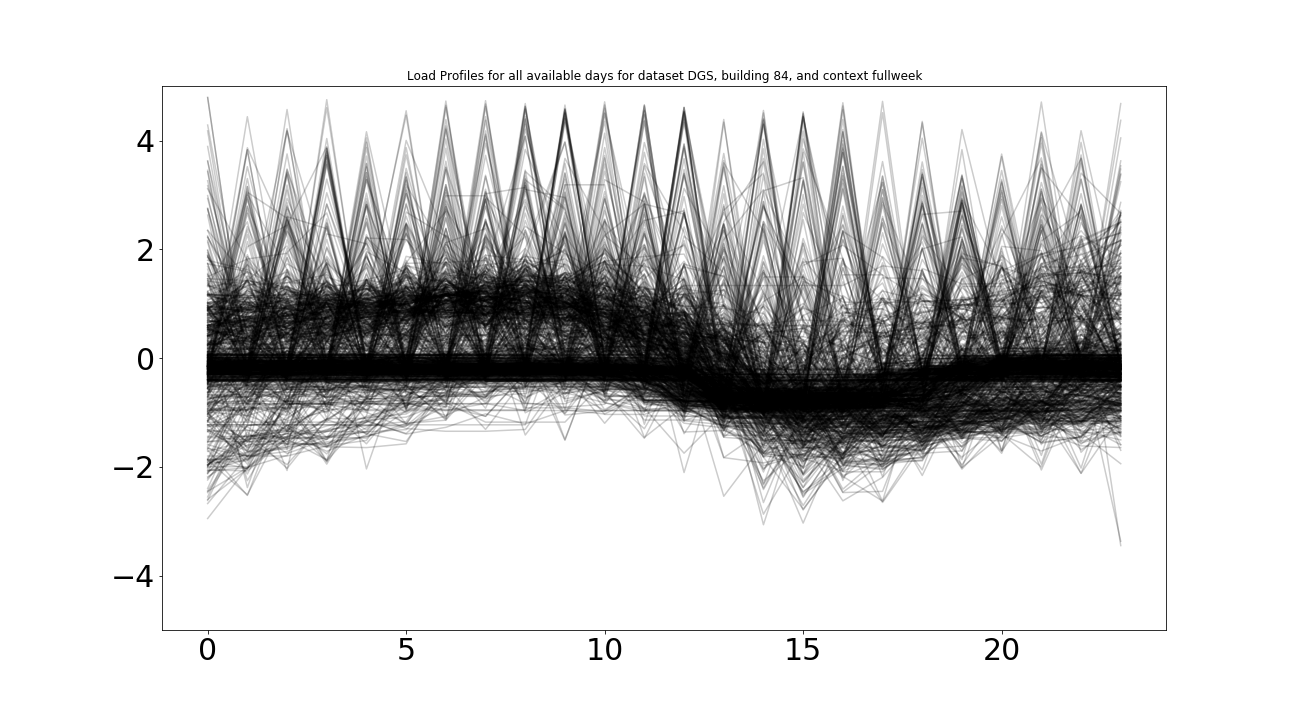 Load Profiles for all available days for dataset DGS, building 84, and context fullweek
4
2
0
−2
−4
0 5 10 15 20